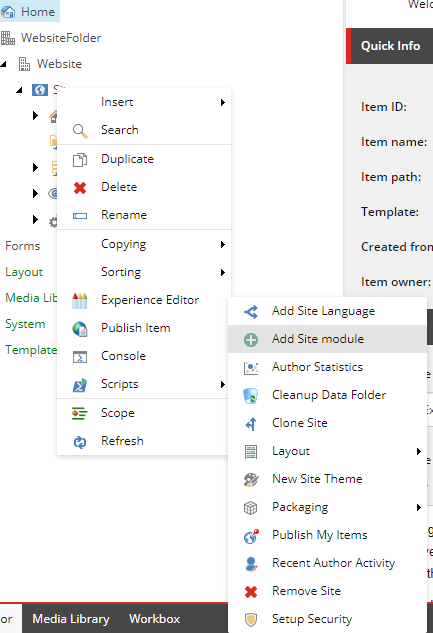 Home
WebsiteFolder
Website
Forms
Layout
Media Lib
System
Template
Insert
Search
Duplicate
Delete
Rename
Copying
Sorting
Experience Editor
Publish Item
Console
Scripts
Scope
Refresh
Add Site Language
Add Site module
Author Statistics
Cleanup Data Folder
Clone Site
Layout
New Site Theme
Packaging
Publish My Items
Recent Author Activity
Remove Site
Setup Security
Welc
Quick Info
Item ID:
Item name:
Item path:
Template:
Created from
Item owner:
or
Media Library
Workbox